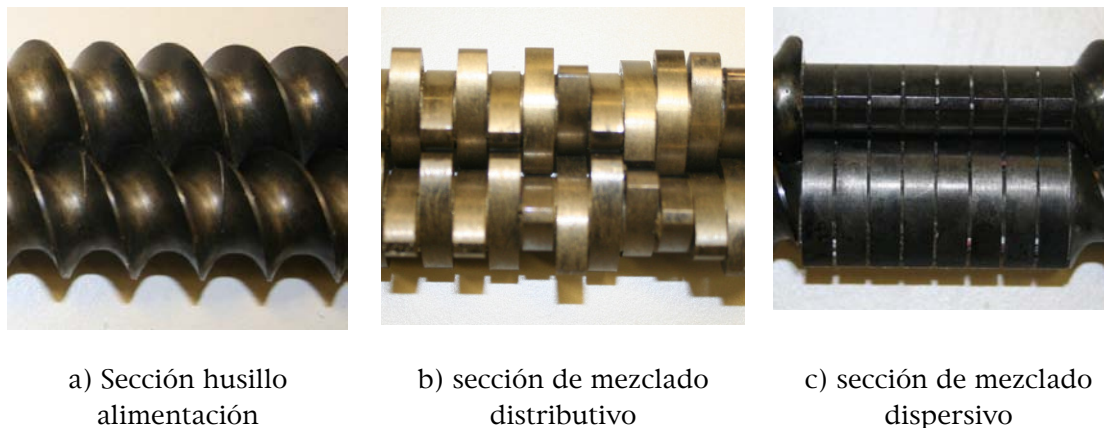 a) Sección husillo
alimentación
b) sección de mezclado
distributivo
c) sección de mezclado
dispersivo